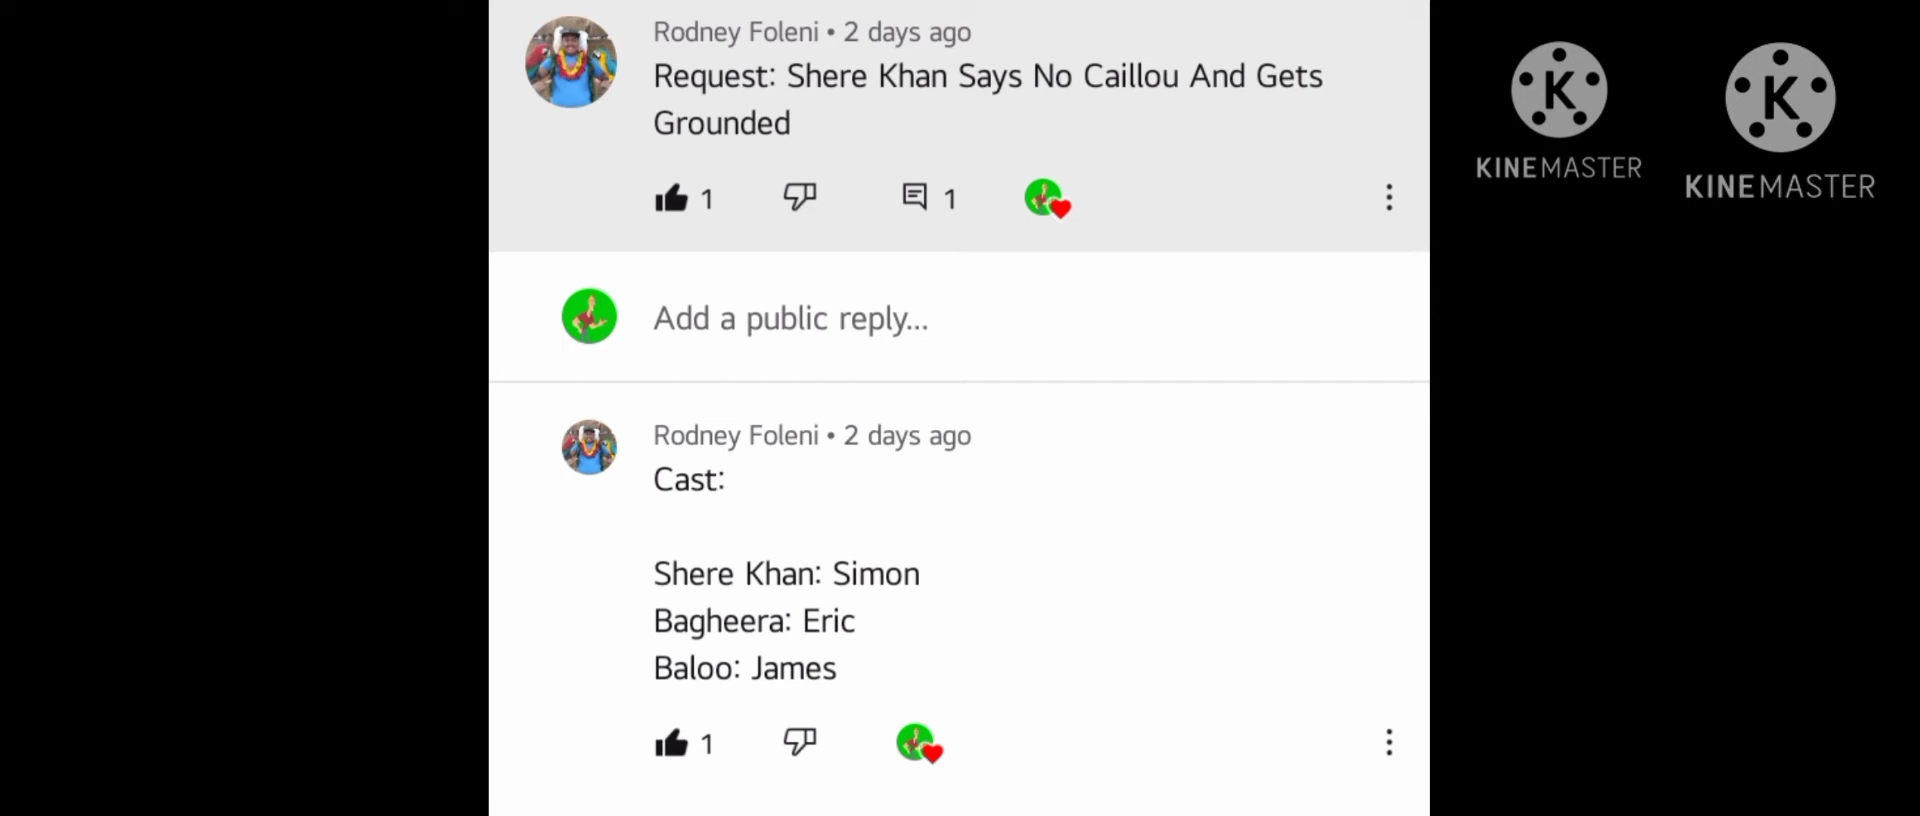 Rodney Foleni • 2 days ago
Request: Shere Khan Says No Caillou And Gets
Grounded
1
1
Add a public reply...
Rodney Foleni • 2 days ago
Cast:
Shere Khan: Simon
Bagheera: Eric
Baloo: James
1
K
KINEMASTER
K
KINEMASTER